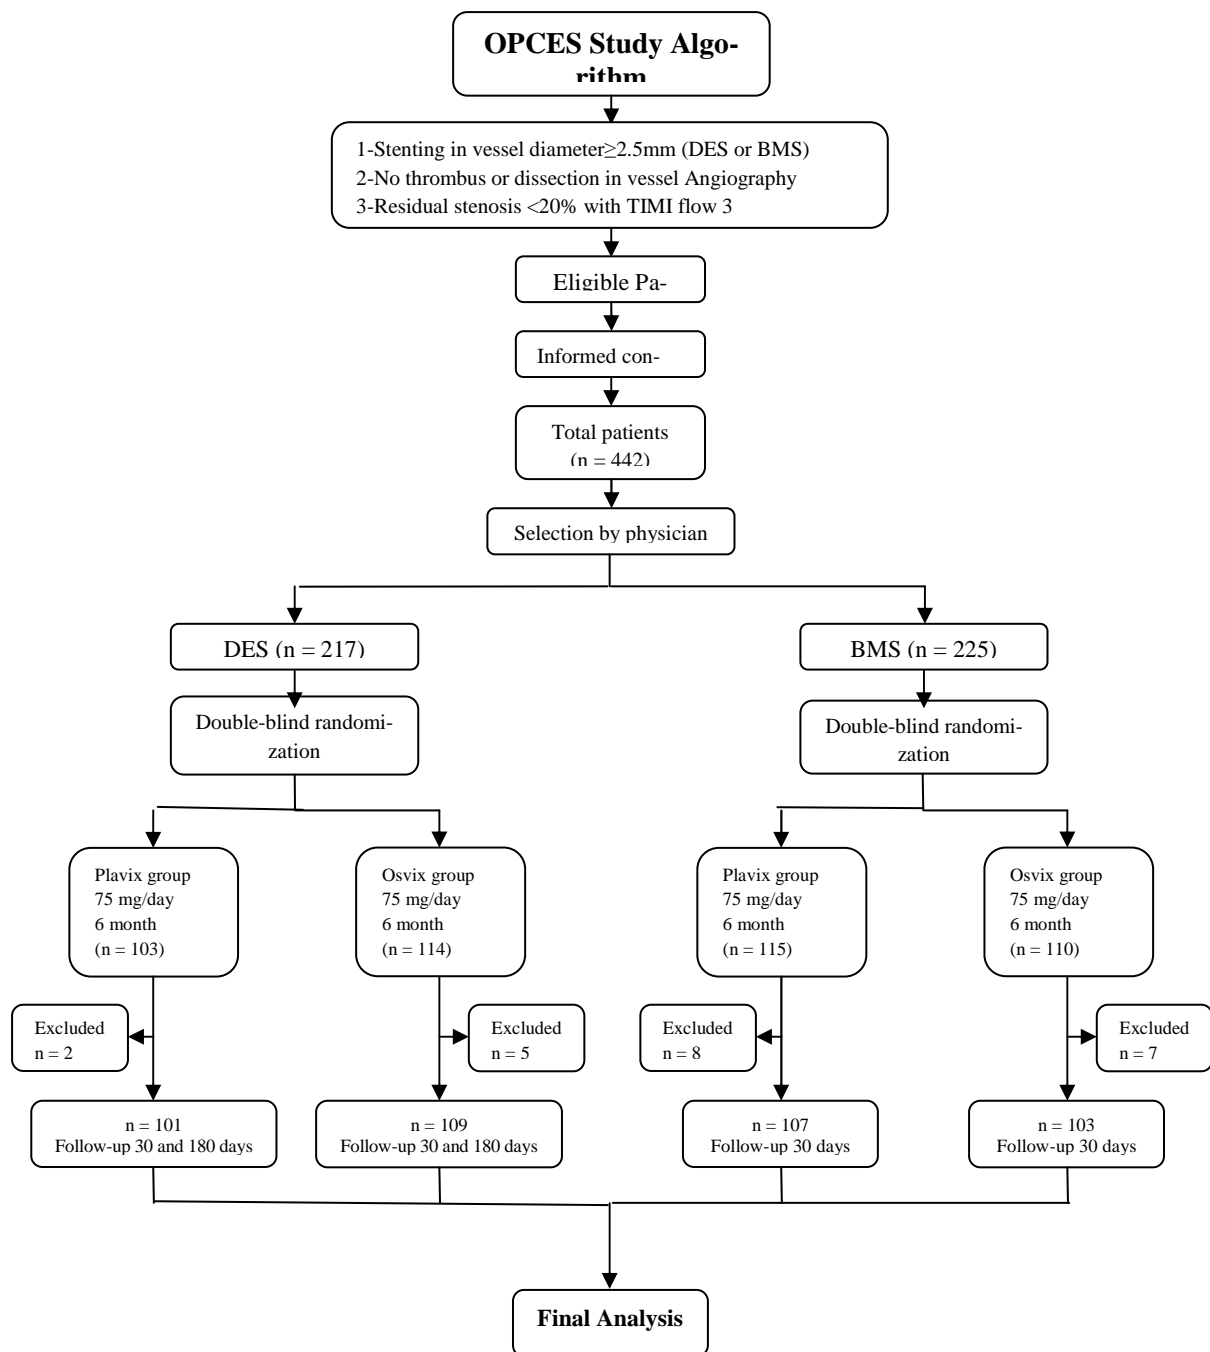 OPCES Study Algo-
rithm
1-Stenting in vessel diameter≥2.5mm (DES or BMS)
2-No thrombus or dissection in vessel Angiography
3-Residual stenosis <20% with TIMI flow 3
Eligible Pa-
Informed con-
Total patients
(n = 442)
Selection by physician
DES (n = 217)
BMS (n = 225)
Double-blind randomi-
zation
Double-blind randomi-
zation
Plavix group
75 mg/day
6 month
(n = 103)
Osvix group
75 mg/day
6 month
(n = 114)
Plavix group
75 mg/day
6 month
(n = 115)
Osvix group
75 mg/day
6 month
(n = 110)
Excluded
n = 2
Excluded
n = 5
Excluded
n = 8
Excluded
n = 7
n = 101
Follow-up 30 and 180 days
n = 109
Follow-up 30 and 180 days
n = 107
Follow-up 30 days
n = 103
Follow-up 30 days
Final Analysis